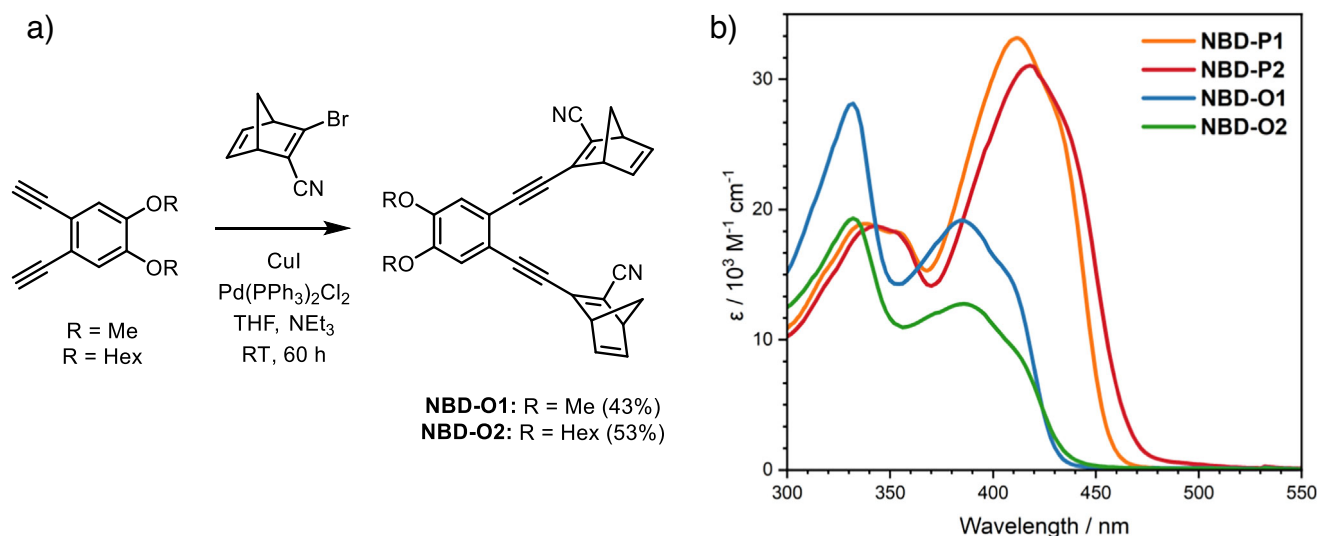 a)
Br
CN
OR
OR
CuI
Pd(PPh₃)₂Cl₂
THF, NEt₃
RT, 60 h
R = Me
R = Hex
NC
RO
RO
CN
NBD-O1: R = Me (43%)
NBD-O2: R = Hex (53%)
b)
NBD-P1
NBD-P2
NBD-O1
NBD-O2
30
20
10
0
ε / 10³ M⁻¹ cm⁻¹
300 350 400 450 500 550
Wavelength / nm